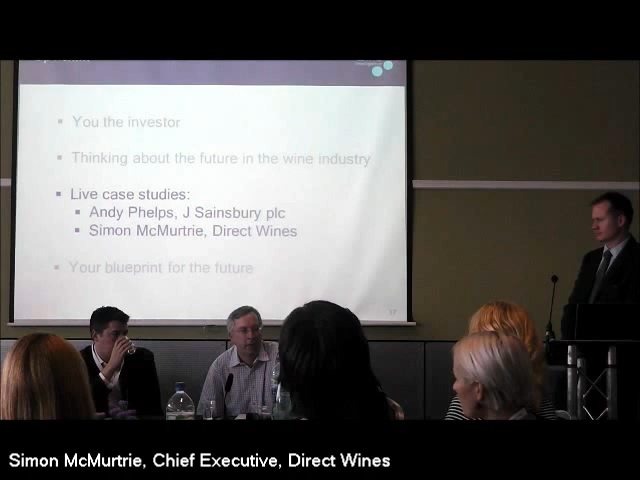 You the investor
Thinking about the future in the wine industry
Live case studies:
Andy Phelps, J Sainsbury plc
Simon McMurtrie, Direct Wines
Your blueprint for the future
17
Simon McMurtrie, Chief Executive, Direct Wines